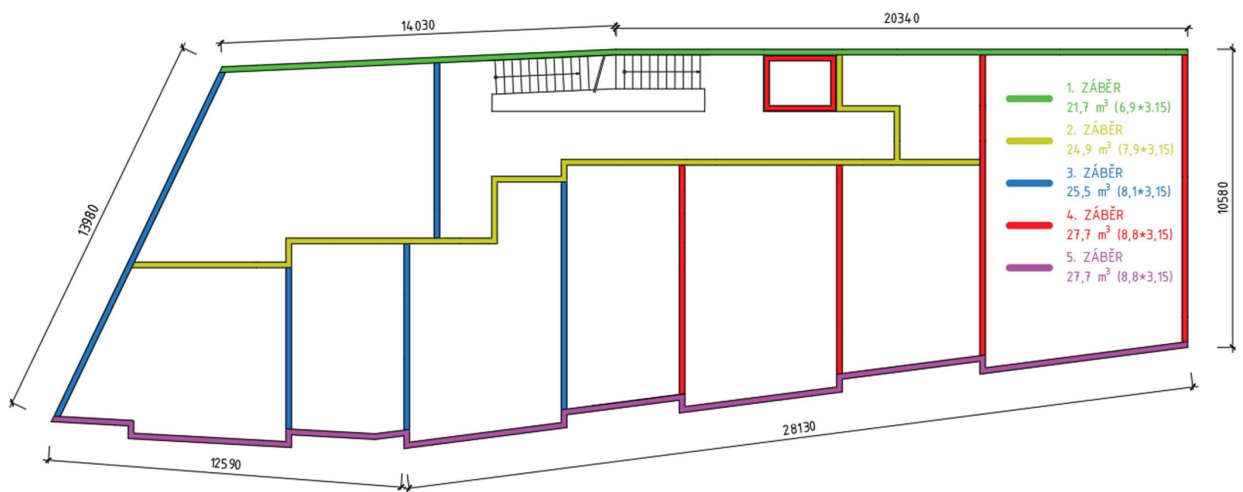 14030
20340
1. ZÁBĚR
21,7 m³ (6,9*3.15)
2. ZÁBĚR
24,9 m³ (7,9*3,15)
3. ZÁBĚR
25,5 m³ (8,1*3,15)
4. ZÁBĚR
27,7 m³ (8,8*3,15)
5. ZÁBĚR
27,7 m³ (8,8*3,15)
13980
10580
12590
28130